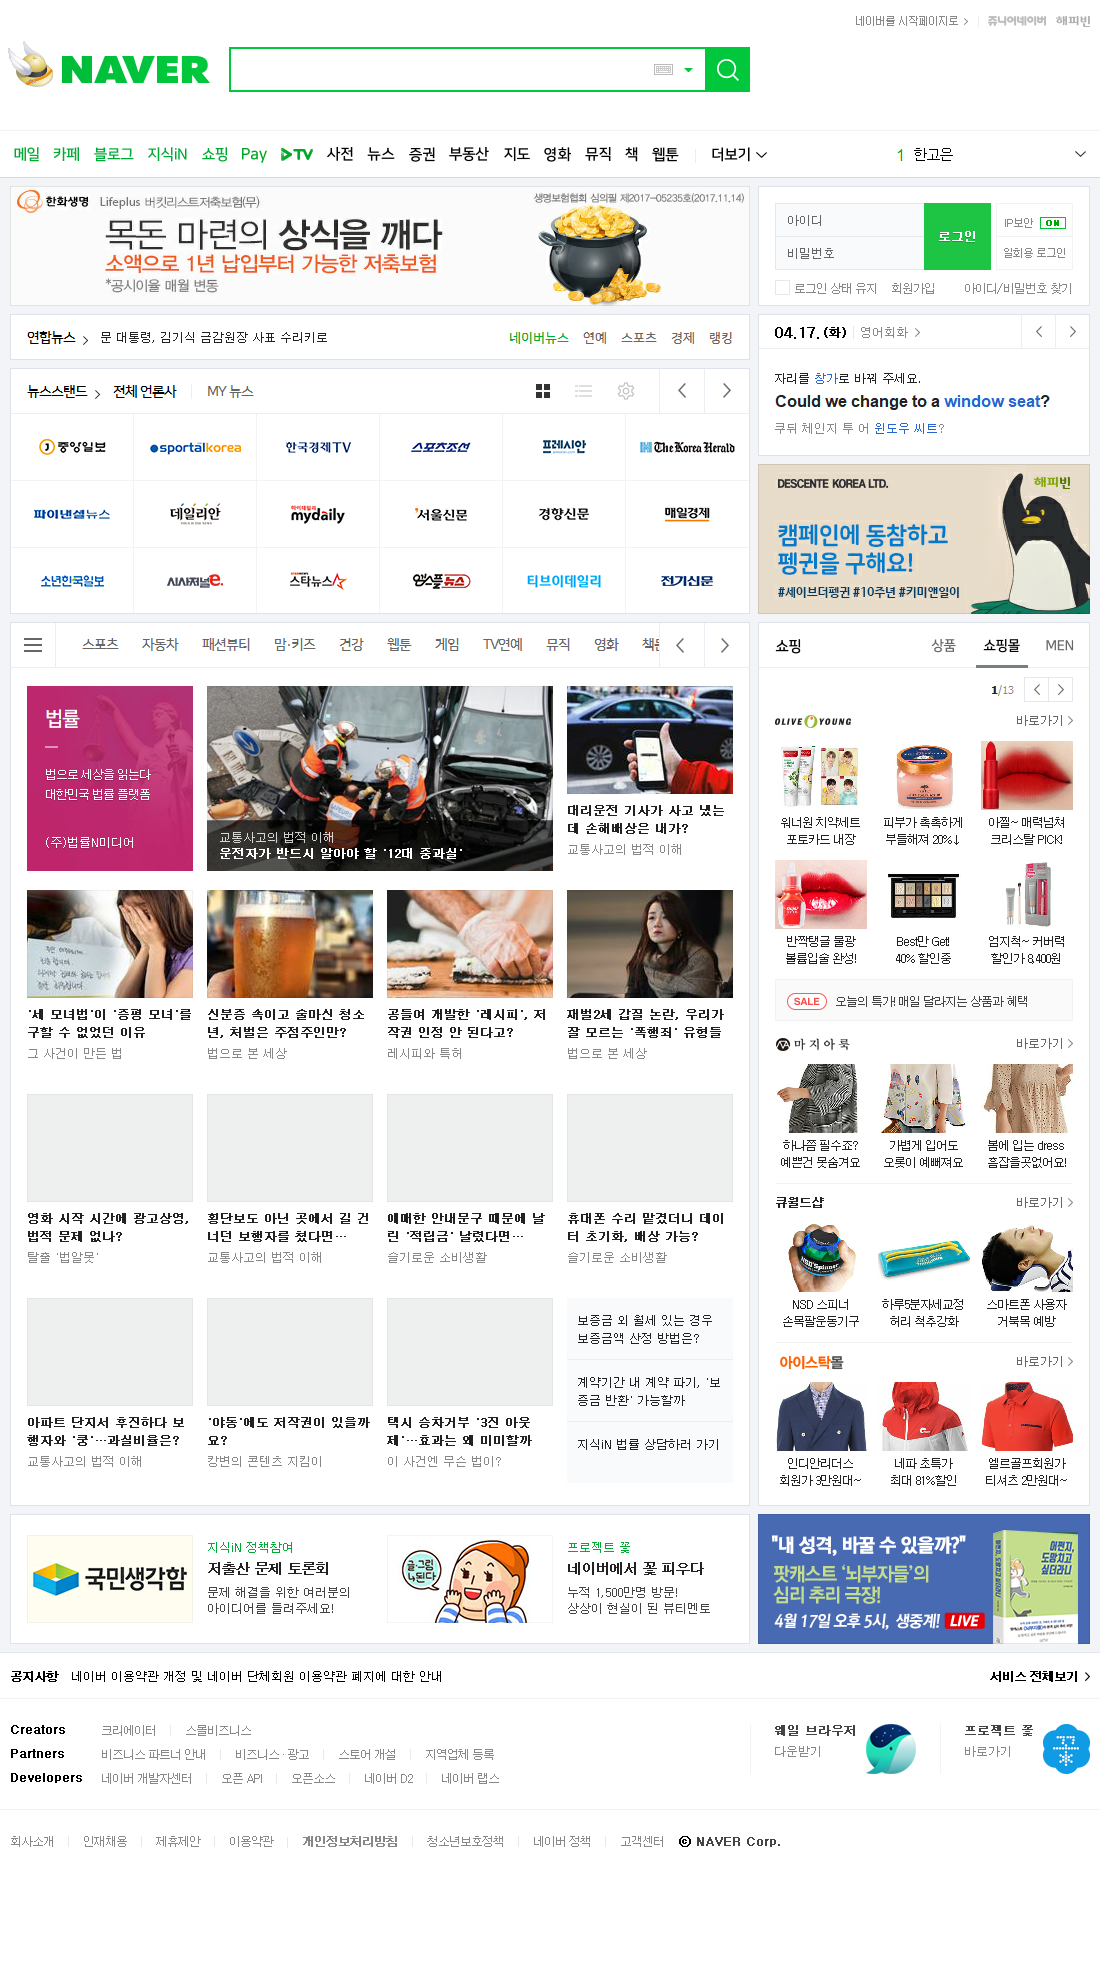 네이버를 시작페이지로
쥬니어네이버 해피빈
NAVER
메일 카페 블로그 지식iN 쇼핑 Pay TV 사전 뉴스 증권 부동산 지도 영화 뮤직 책 웹툰 더보기
1 한고은
한화생명 Lifeplus 버킷리스트저축보험(무)
생명보험협회 심의필 제2017-05235호(2017.11.14)
목돈 마련의 상식을 깨다
소액으로 1년 납입부터 가능한 저축보험
*공시이율 매월 변동
아이디
비밀번호
로그인
IP보안 ON
일회용 로그인
로그인 상태 유지 회원가입 아이디/비밀번호 찾기
연합뉴스 문 대통령, 김기식 금감원장 사표 수리키로
네이버뉴스 연예 스포츠 경제 랭킹
04.17.(화) 영어회화
자리를 창가로 바꿔 주세요.
Could we change to a window seat?
쿠뒤 체인지 투 어 윈도우 씨트?
뉴스스탠드 전체 언론사 MY 뉴스
중앙일보 sportalkorea 한국경제TV 스포츠조선 프레시안 The Korea Herald
파이낸셜뉴스 데일리안 마이데일리 mydaily 서울신문 경향신문 매일경제
소년한국일보 시사저널e. 스타뉴스 엑스플뉴스 티브이데일리 전기신문
DESCENTE KOREA LTD. 해피빈
캠페인에 동참하고
펭귄을 구해요!
#세이브더펭귄 #10주년 #키미앤일이
스포츠 자동차 패션뷰티 맘·키즈 건강 웹툰 게임 TV연예 뮤직 영화
법률
법으로 세상을 읽는다
대한민국 법률 플랫폼
(주)법률N미디어
교통사고의 법적 이해
운전자가 반드시 알아야 할 '12대 중과실'
대리운전 기사가 사고 냈는
데 손해배상은 내가?
교통사고의 법적 이해
'세 모녀법'이 '증평 모녀'를
구할 수 없었던 이유
그 사건이 만든 법
신분증 속이고 술마신 청소
년, 처벌은 주점주인만?
법으로 본 세상
공들여 개발한 '레시피', 저
작권 인정 안 된다고?
레시피와 특허
재벌2세 갑질 논란, 우리가
잘 모르는 '폭행죄' 유형들
법으로 본 세상
영화 시작 시간에 광고상영,
법적 문제 없나?
탈출 '법알못'
횡단보도 아닌 곳에서 길 건
너던 보행자를 쳤다면…
교통사고의 법적 이해
애매한 안내문구 때문에 날
린 '적립금' 날렸다면…
슬기로운 소비생활
휴대폰 수리 맡겼더니 데이
터 초기화, 배상 가능?
슬기로운 소비생활
아파트 단지서 후진하다 보
행자와 '쿵'…과실비율은?
교통사고의 법적 이해
'야동'에도 저작권이 있을까
요?
캉변의 콘텐츠 지킴이
택시 승차거부 '3진 아웃
제'…효과는 왜 미미할까
이 사건엔 무슨 법이?
보증금 외 월세 있는 경우
보증금액 산정 방법은?
계약기간 내 계약 파기, '보
증금 반환' 가능할까
지식iN 법률 상담하러 가기
쇼핑 상품 쇼핑몰 MEN
1/13
OLIVE YOUNG 바로가기
워너원 치약세트
포토카드 내장
피부가 촉촉하게
부들해져 20%↓
아찔~ 매력넘쳐
크리스탈 PICK!
반짝탱글 물광
볼륨입술 완성!
Best만 Get!
40% 할인중
엄지척~ 커버력
할인가 8,400원
SALE 오늘의 특가! 매일 달라지는 상품과 혜택
마지아룩 바로가기
하나쯤 필수죠?
예쁜건 못숨겨요
가볍게 입어도
오롯이 예뻐져요
봄에 입는 dress
흠잡을곳없어요!
큐월드샵 바로가기
NSD 스피너
손목팔운동기구
하루5분자세교정
허리 척추강화
스마트폰 사용자
거북목 예방
아이스탁몰 바로가기
인디안리더스
회원가 3만원대~
네파 초특가
최대 81%할인
엘르골프회원가
티셔츠 2만원대~
국민생각함
지식iN 정책참여
저출산 문제 토론회
문제 해결을 위한 여러분의
아이디어를 들려주세요!
글·그림
나된다
프로젝트 꽃
네이버에서 꽃 피우다
누적 1,500만명 방문!
상상이 현실이 된 뷰티멘토
"내 성격, 바꿀 수 있을까?"
팟캐스트 '뇌부자들'의
심리 추리 극장!
4월 17일 오후 5시, 생중계! LIVE
어쩐지,
도망치고
싶더라니
공지사항 네이버 이용약관 개정 및 네이버 단체회원 이용약관 폐지에 대한 안내
서비스 전체보기
Creators 크리에이터 스몰비즈니스
Partners 비즈니스 파트너 안내 비즈니스·광고 스토어 개설 지역업체 등록
Developers 네이버 개발자센터 오픈 API 오픈소스 네이버 D2 네이버 랩스
웨일 브라우저
다운받기
프로젝트 꽃
바로가기
회사소개 인재채용 제휴제안 이용약관 개인정보처리방침 청소년보호정책 네이버 정책 고객센터 ⓒ NAVER Corp.